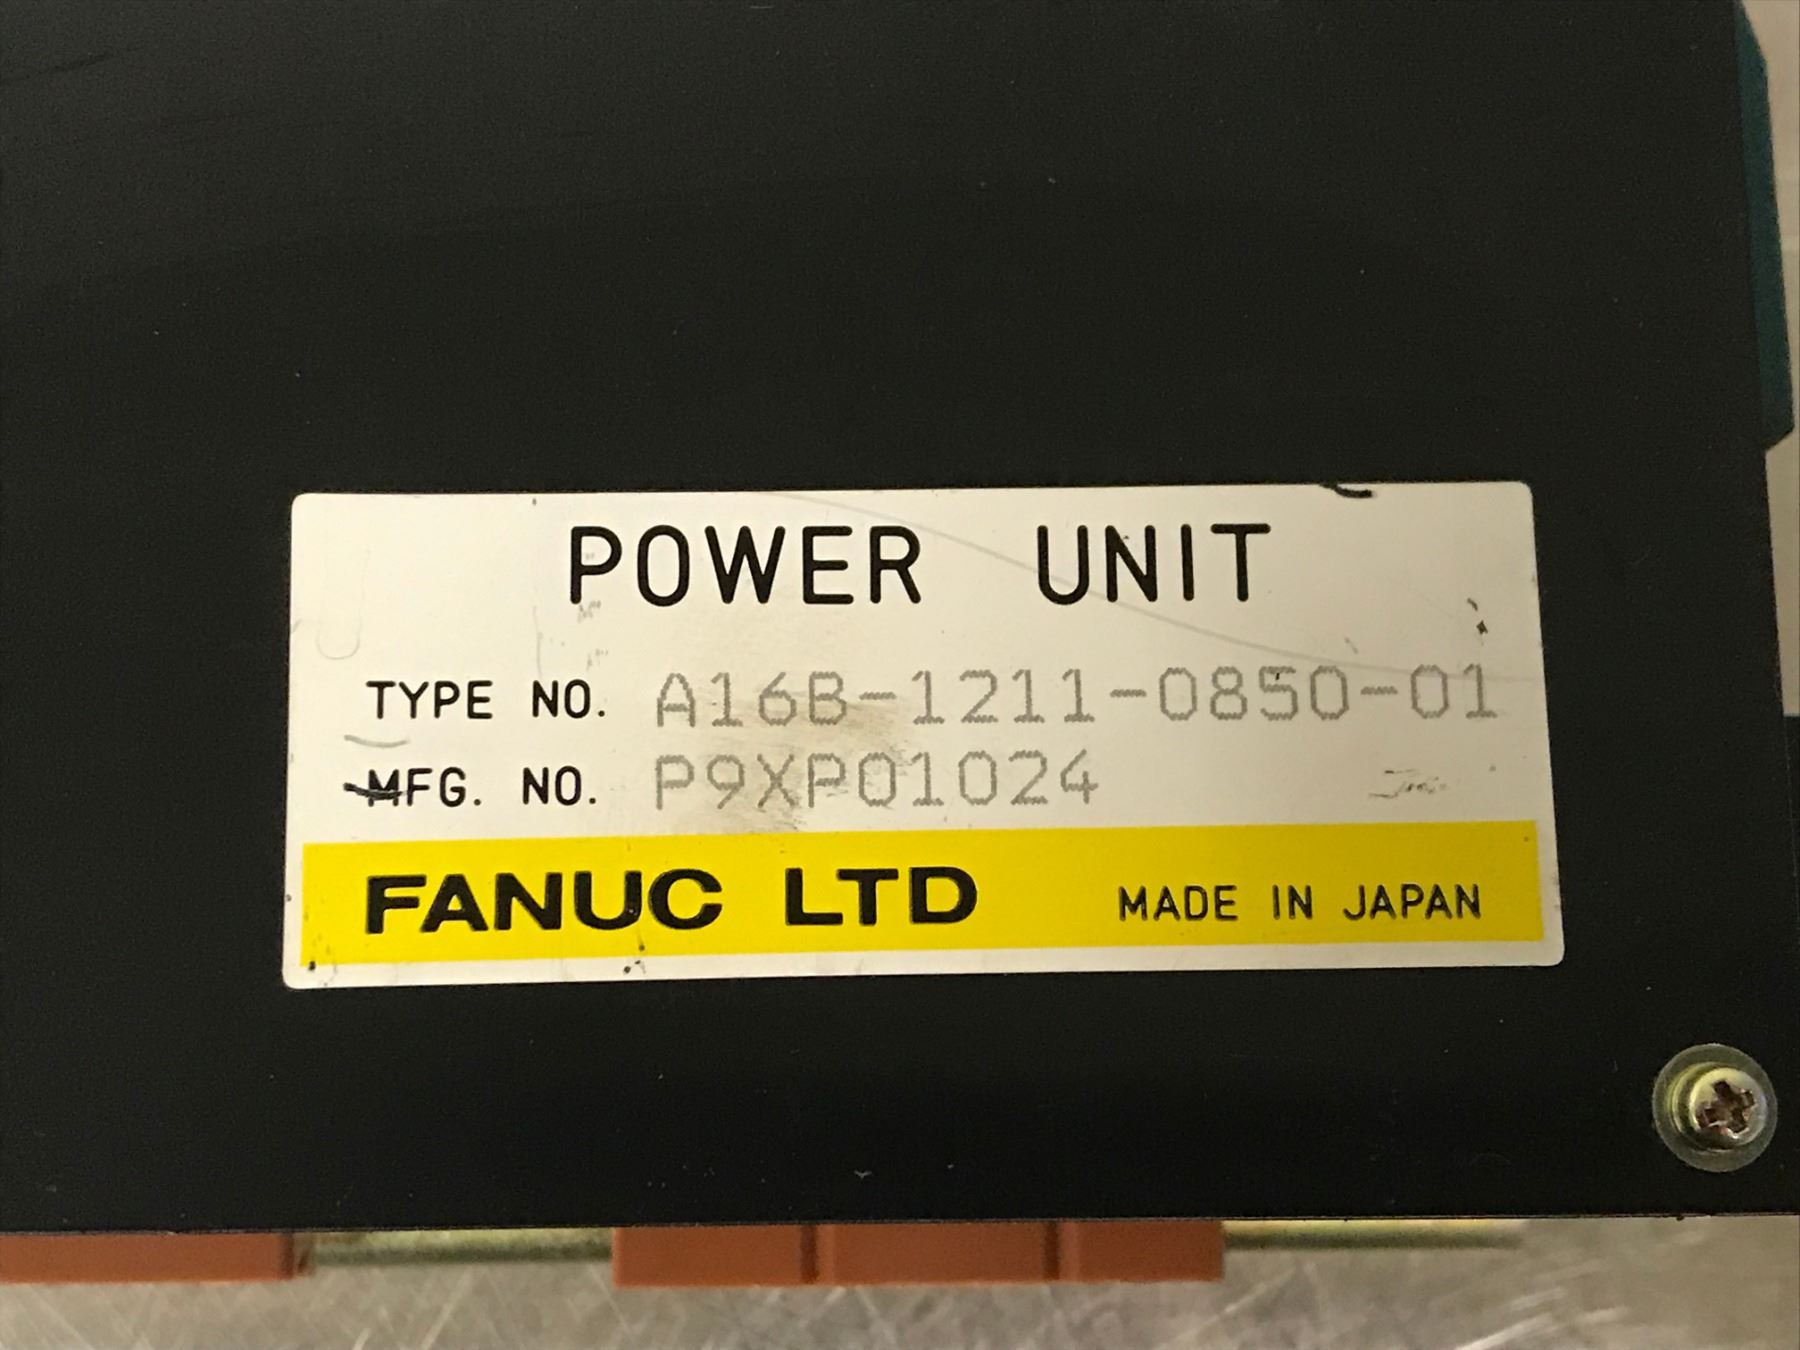 POWER UNIT
TYPE NO. A16B-1211-0850-01
MFG. NO. P9XP01024
FANUC LTD MADE IN JAPAN